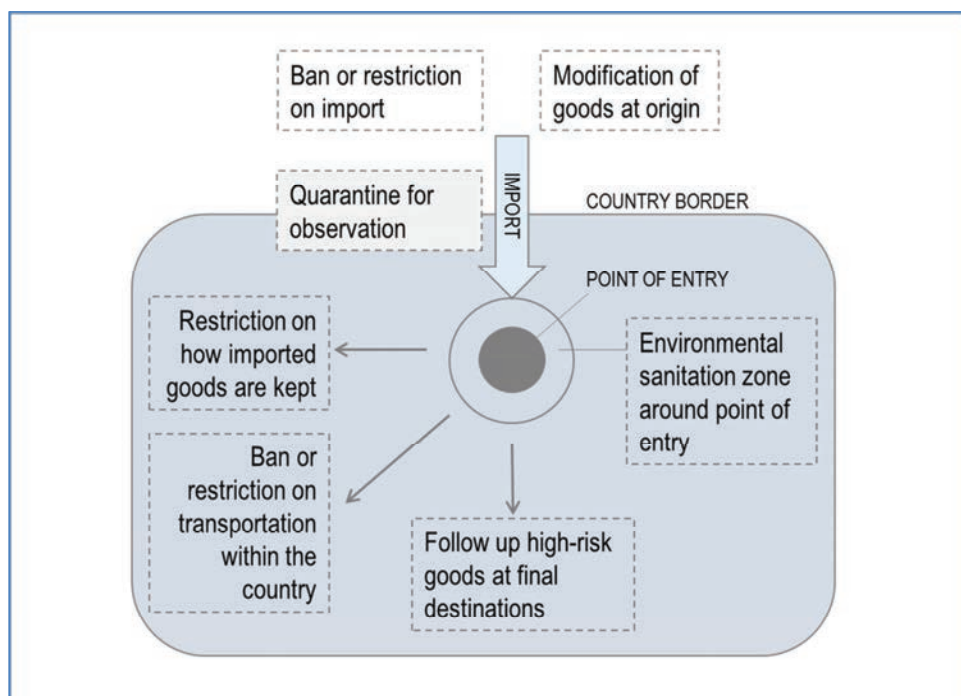 Ban or restriction
on import
Modification of
goods at origin
IMPORT
Quarantine for
observation
COUNTRY BORDER
POINT OF ENTRY
Restriction on
how imported
goods are kept
Environmental
sanitation zone
around point of
entry
Ban or
restriction on
transportation
within the
country
Follow up high-risk
goods at final
destinations